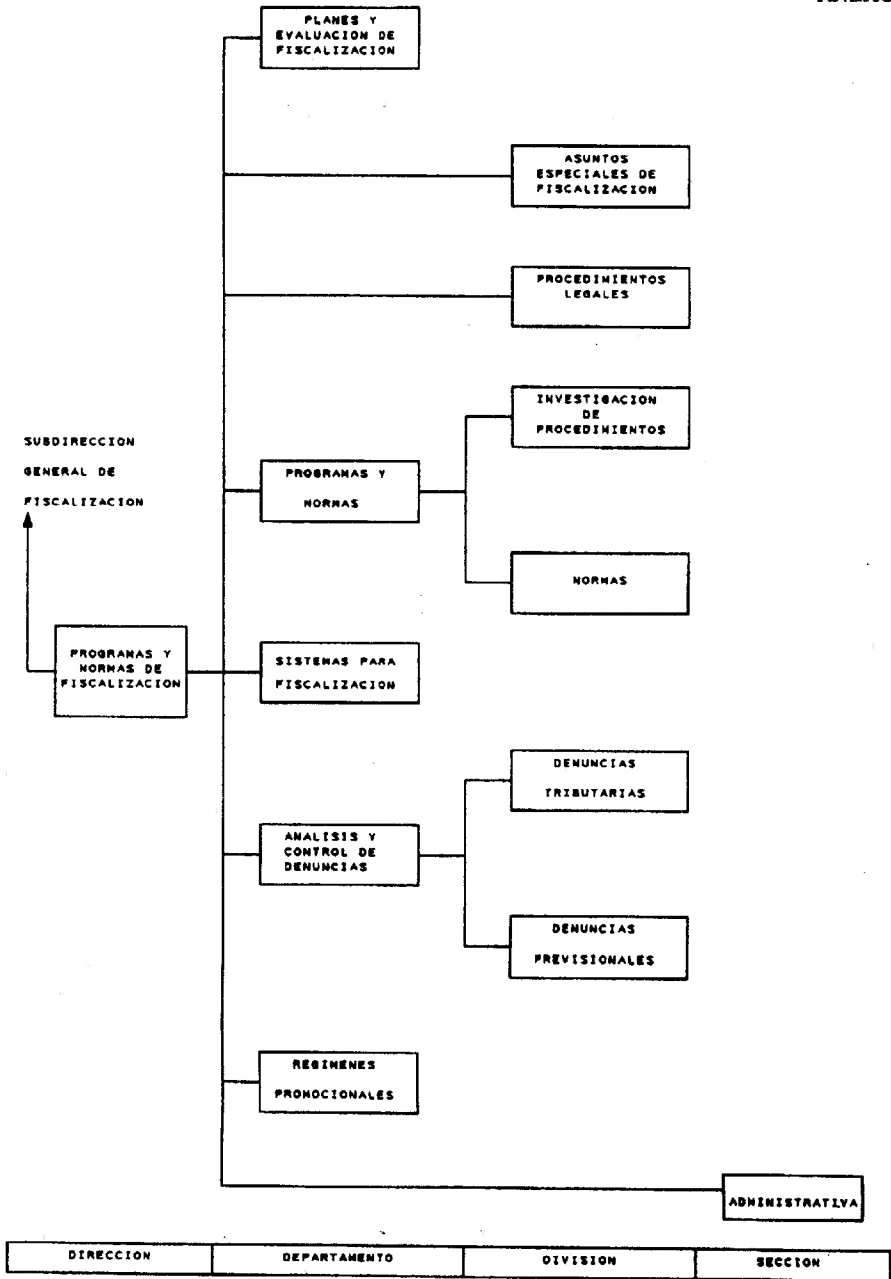 PLANES Y
EVALUACION DE
FISCALIZACION
ASUNTOS
ESPECIALES DE
FISCALIZACION
PROCEDIMIENTOS
LEGALES
INVESTIGACION
DE
PROCEDIMIENTOS
SUBDIRECCION
GENERAL DE
FISCALIZACION
PROGRAMAS Y
NORMAS
NORMAS
PROGRAMAS Y
NORMAS DE
FISCALIZACION
SISTEMAS PARA
FISCALIZACION
DENUNCIAS
TRIBUTARIAS
ANALISIS Y
CONTROL DE
DENUNCIAS
DENUNCIAS
PREVISIONALES
REGIMENES
PROMOCIONALES
ADMINISTRATIVA
DIRECCION DEPARTAMENTO DIVISION SECCION